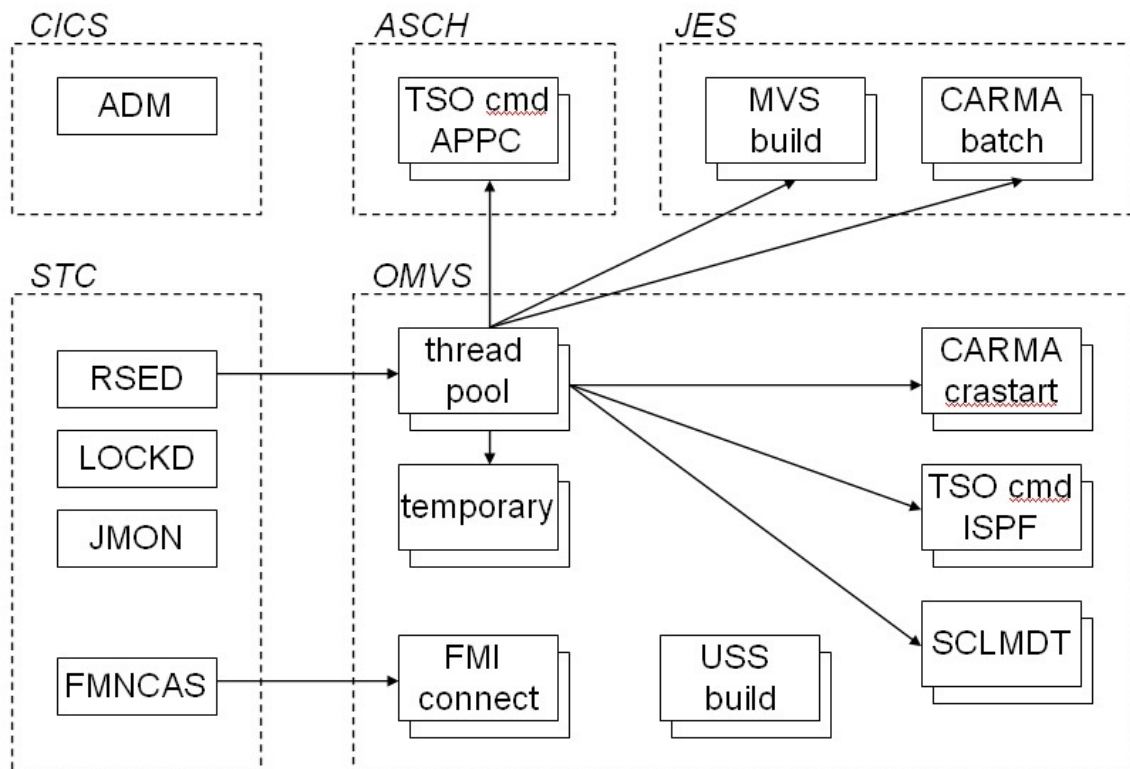 CICS
ASCH
JES
ADM
TSO cmd
APPC
MVS
build
CARMA
batch
STC
OMVS
RSED
thread
pool
CARMA
crastart
LOCKD
temporary
TSO cmd
ISPF
JMON
FMNCAS
FMI
connect
USS
build
SCLMDT